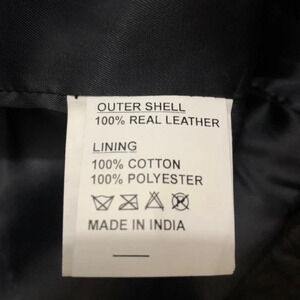 OUTER SHELL
100% REAL LEATHER
LINING
100% COTTON
100% POLYESTER
MADE IN INDIA